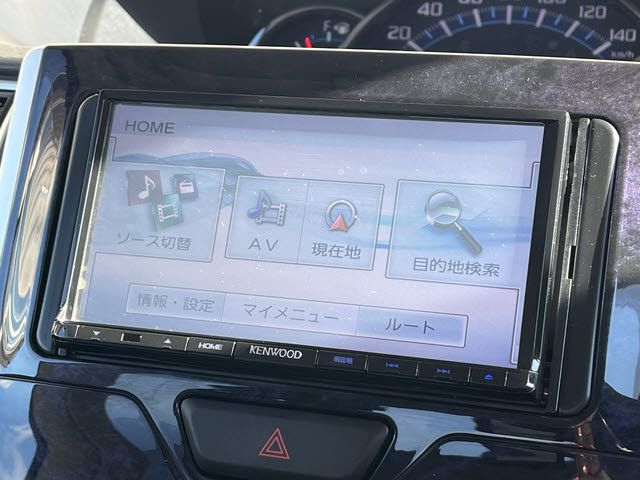 F
20 40 60 80 100 120 140
km/h
HOME
ソース切替
AV
現在地
目的地検索
情報・設定
マイメニュー
ルート
HOME
KENWOOD
現在地